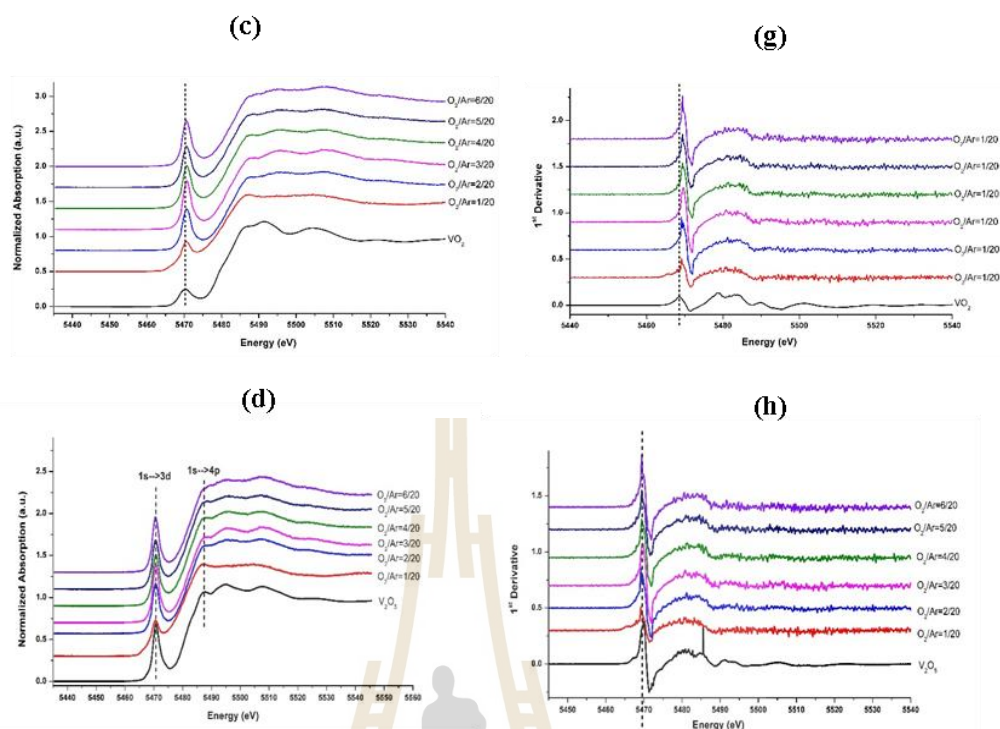 (c)
Normalized Absorption (a.u.)
3.0
2.5
2.0
1.5
1.0
0.5
0.0
O₂/Ar=6/20
O₂/Ar=5/20
O₂/Ar=4/20
O₂/Ar=3/20
O₂/Ar=2/20
O₂/Ar=1/20
VO₂
5440 5450 5460 5470 5480 5490 5500 5510 5520 5530 5540
Energy (eV)
(g)
1ˢᵗ Derivative
2.0
1.5
1.0
0.5
0.0
O₂/Ar=1/20
O₂/Ar=1/20
O₂/Ar=1/20
O₂/Ar=1/20
O₂/Ar=1/20
O₂/Ar=1/20
VO₂
5440 5460 5480 5500 5520 5540
Energy (eV)
(d)
Normalized Absorption (a.u.)
1s-->3d
1s-->4p
2.5
2.0
1.5
1.0
0.5
0.0
O₂/Ar=6/20
O₂/Ar=5/20
O₂/Ar=4/20
O₂/Ar=3/20
O₂/Ar=2/20
O₂/Ar=1/20
V₂O₅
5440 5450 5460 5470 5480 5490 5500 5510 5520 5530 5540 5550 5560
Energy (eV)
(h)
1ˢᵗ Derivative
1.5
1.0
0.5
0.0
O₂/Ar=6/20
O₂/Ar=5/20
O₂/Ar=4/20
O₂/Ar=3/20
O₂/Ar=2/20
O₂/Ar=1/20
V₂O₅
5450 5460 5470 5480 5490 5500 5510 5520 5530 5540
Energy (eV)